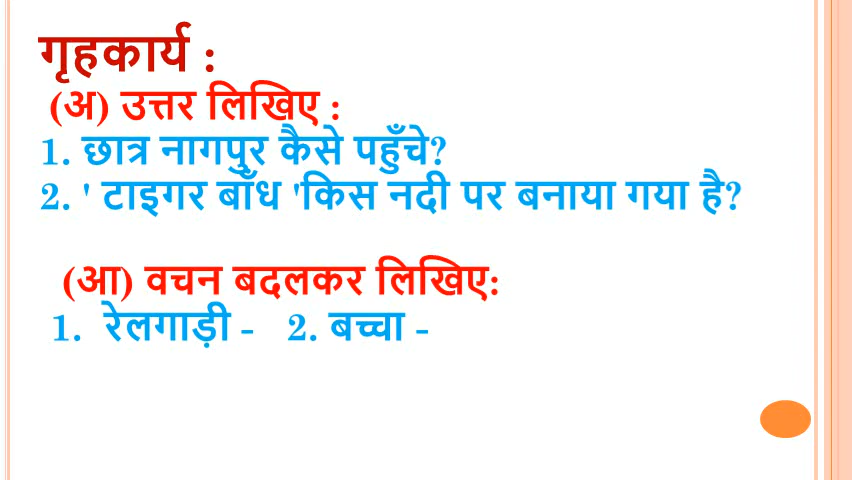 गृहकार्य :
(अ) उत्तर लिखिए :
1. छात्र नागपुर कैसे पहुँचे?
2. ' टाइगर बाँध 'किस नदी पर बनाया गया है?
(आ) वचन बदलकर लिखिए:
1. रेलगाड़ी - 2. बच्चा -